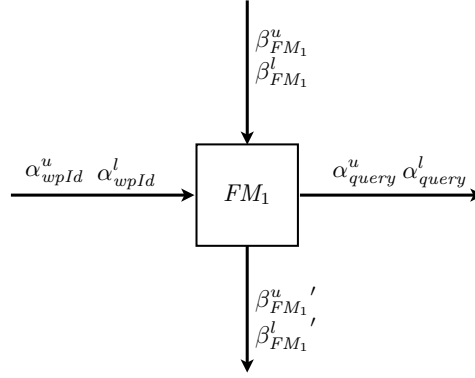 β^u_{FM_1}
β^l_{FM_1}
α^u_{wpId} α^l_{wpId}
FM_1
α^u_{query} α^l_{query}
β^u_{FM_1}′
β^l_{FM_1}′